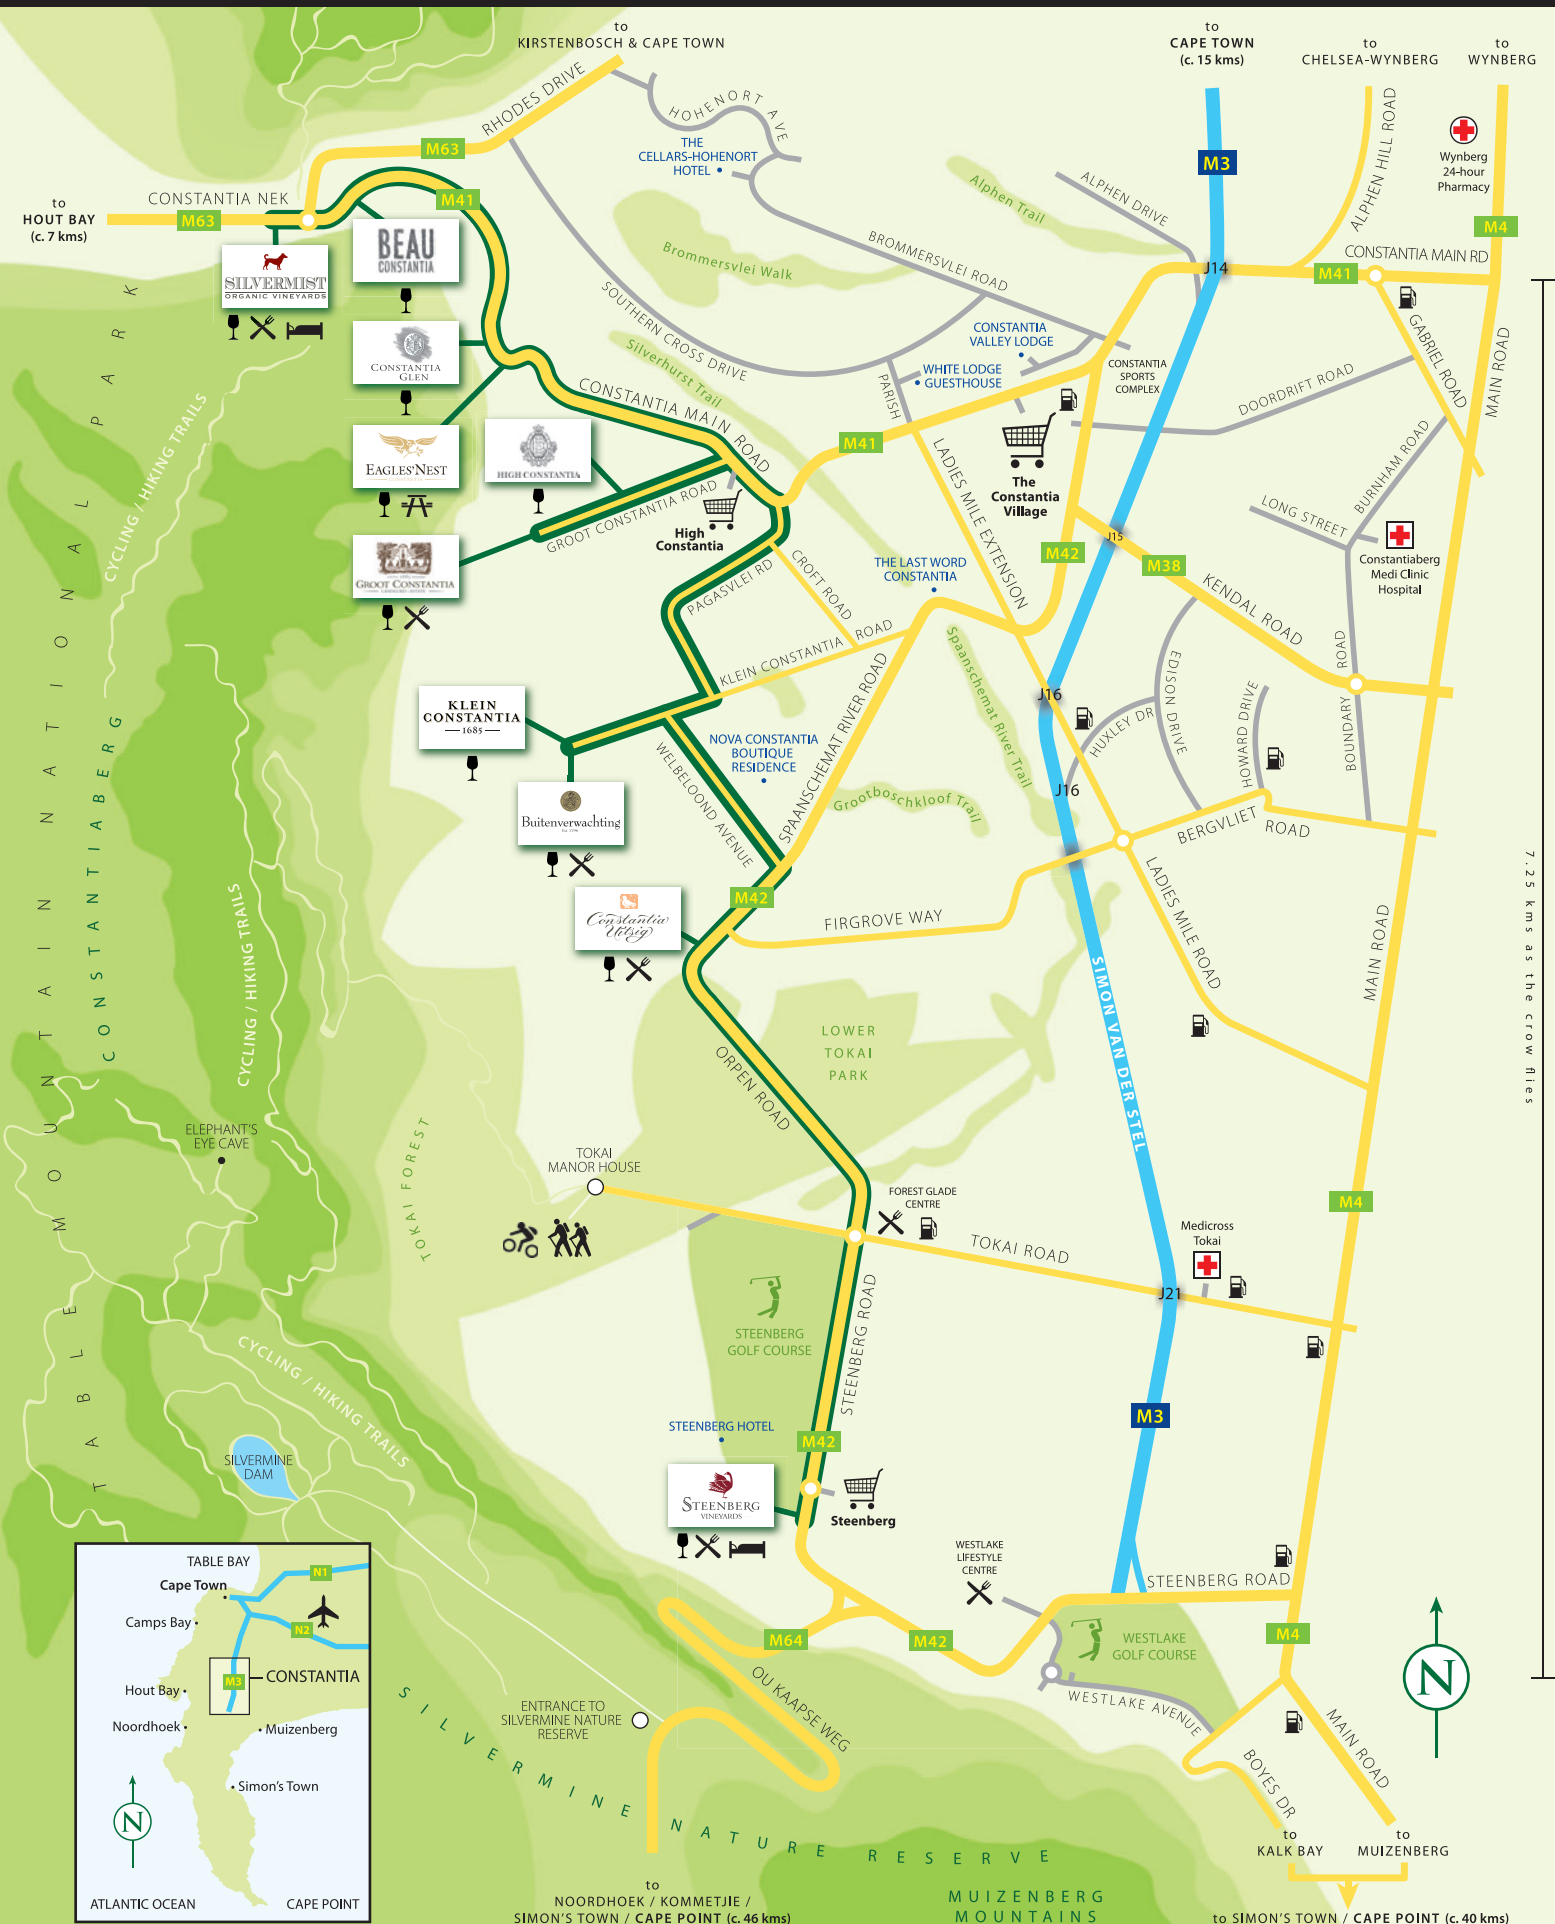 to
KIRSTENBOSCH & CAPE TOWN
to
CAPE TOWN
(c. 15 kms)
to
CHELSEA-WYNBERG
to
WYNBERG
RHODES DRIVE
HOHENORT AVE
M63
THE
CELLARS-HOHENORT
HOTEL
M3
ALPHEN HILL ROAD
Wynberg
24-hour
Pharmacy
to
HOUT BAY
(c. 7 kms)
CONSTANTIA NEK
M63
M41
ALPHEN DRIVE
Alphen Trail
M4
BEAU
CONSTANTIA
Brommersvlei Walk
BROMMERSVLEI ROAD
CONSTANTIA MAIN RD
J14
M41
SILVERMIST
ORGANIC VINEYARDS
SOUTHERN CROSS DRIVE
CONSTANTIA
VALLEY LODGE
CONSTANTIA
GLEN
Silverhurst Trail
WHITE LODGE
GUESTHOUSE
CONSTANTIA
SPORTS
COMPLEX
GABRIEL ROAD
MAIN ROAD
DOORDRIFT ROAD
PARISH
CONSTANTIA MAIN ROAD
M41
EAGLES' NEST
CONSTANTIA
HIGH CONSTANTIA
LADIES MILE EXTENSION
The
Constantia
Village
BURNHAM ROAD
LONG STREET
GROOT CONSTANTIA ROAD
High
Constantia
J15
M42
M38
Constantiaberg
Medi Clinic
Hospital
GROOT CONSTANTIA
PAGASVLEI RD
CROFT ROAD
THE LAST WORD
CONSTANTIA
KENDAL ROAD
KLEIN CONSTANTIA ROAD
Spaanschemat River Trail
EDISON DRIVE
HOWARD DRIVE
BOUNDARY ROAD
J16
HUXLEY DR
KLEIN
CONSTANTIA
1685
NOVA CONSTANTIA
BOUTIQUE
RESIDENCE
WELBELOOND AVENUE
SPAANSCHEMAT RIVER ROAD
J16
Grootboschkloof Trail
Buitenverwachting
BERGVLIET ROAD
7.25 kms as the crow flies
M42
Constantia
Uitsig
FIRGROVE WAY
LADIES MILE ROAD
MAIN ROAD
SIMON VAN DER STEL
TABLE MOUNTAIN NATIONAL PARK
CONSTANTIABERG
CYCLING / HIKING TRAILS
CYCLING / HIKING TRAILS
LOWER
TOKAI
PARK
ORPEN ROAD
ELEPHANT'S
EYE CAVE
TOKAI FOREST
TOKAI
MANOR HOUSE
FOREST GLADE
CENTRE
M4
TOKAI ROAD
Medicross
Tokai
J21
STEENBERG
GOLF COURSE
STEENBERG ROAD
CYCLING / HIKING TRAILS
M3
STEENBERG HOTEL
M42
SILVERMINE
DAM
STEENBERG
VINEYARDS
Steenberg
WESTLAKE
LIFESTYLE
CENTRE
STEENBERG ROAD
M64
M42
WESTLAKE
GOLF COURSE
M4
OU KAAPSE WEG
WESTLAKE AVENUE
ENTRANCE TO
SILVERMINE NATURE
RESERVE
MAIN ROAD
BOYES DR
N
SILVERMINE NATURE RESERVE
to
KALK BAY
to
MUIZENBERG
TABLE BAY
Cape Town
N1
Camps Bay
N2
M3
CONSTANTIA
Hout Bay
Noordhoek
Muizenberg
Simon's Town
N
ATLANTIC OCEAN
CAPE POINT
to
NOORDHOEK / KOMMETJIE /
SIMON'S TOWN / CAPE POINT (c. 46 kms)
MUIZENBERG
MOUNTAINS
to SIMON'S TOWN / CAPE POINT (c. 40 kms)